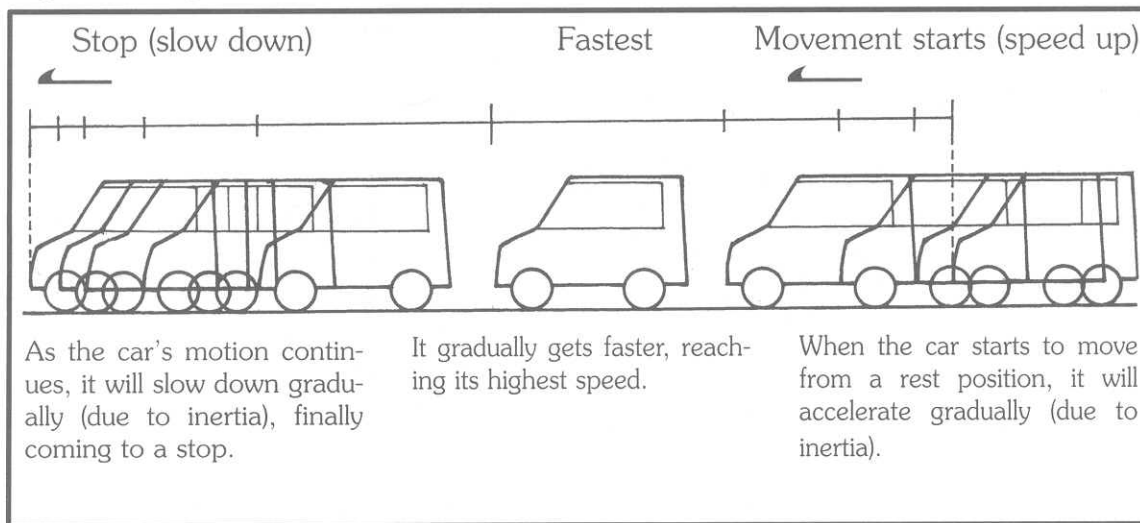 Stop (slow down)
Fastest
Movement starts (speed up)
As the car's motion contin-
ues, it will slow down gradu-
ally (due to inertia), finally
coming to a stop.
It gradually gets faster, reach-
ing its highest speed.
When the car starts to move
from a rest position, it will
accelerate gradually (due to
inertia).